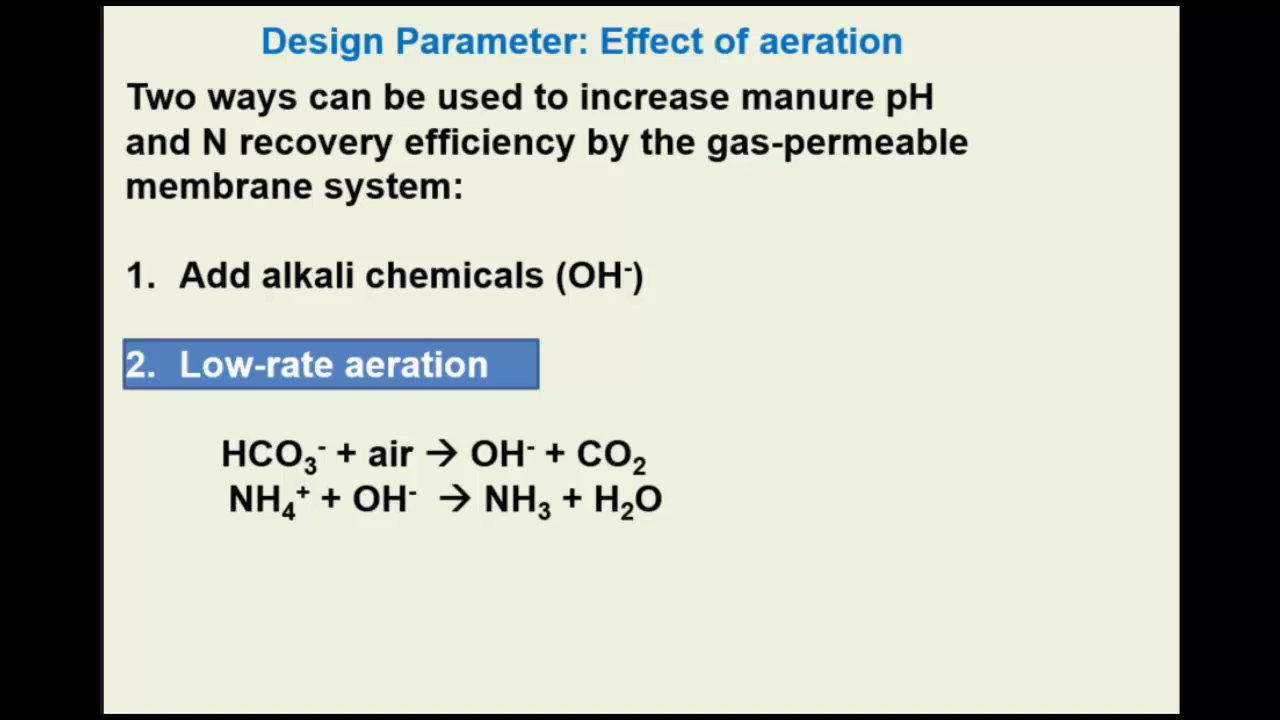 Design Parameter: Effect of aeration
Two ways can be used to increase manure pH
and N recovery efficiency by the gas-permeable
membrane system:
1. Add alkali chemicals (OH⁻)
2. Low-rate aeration
HCO₃⁻ + air → OH⁻ + CO₂
NH₄⁺ + OH⁻ → NH₃ + H₂O